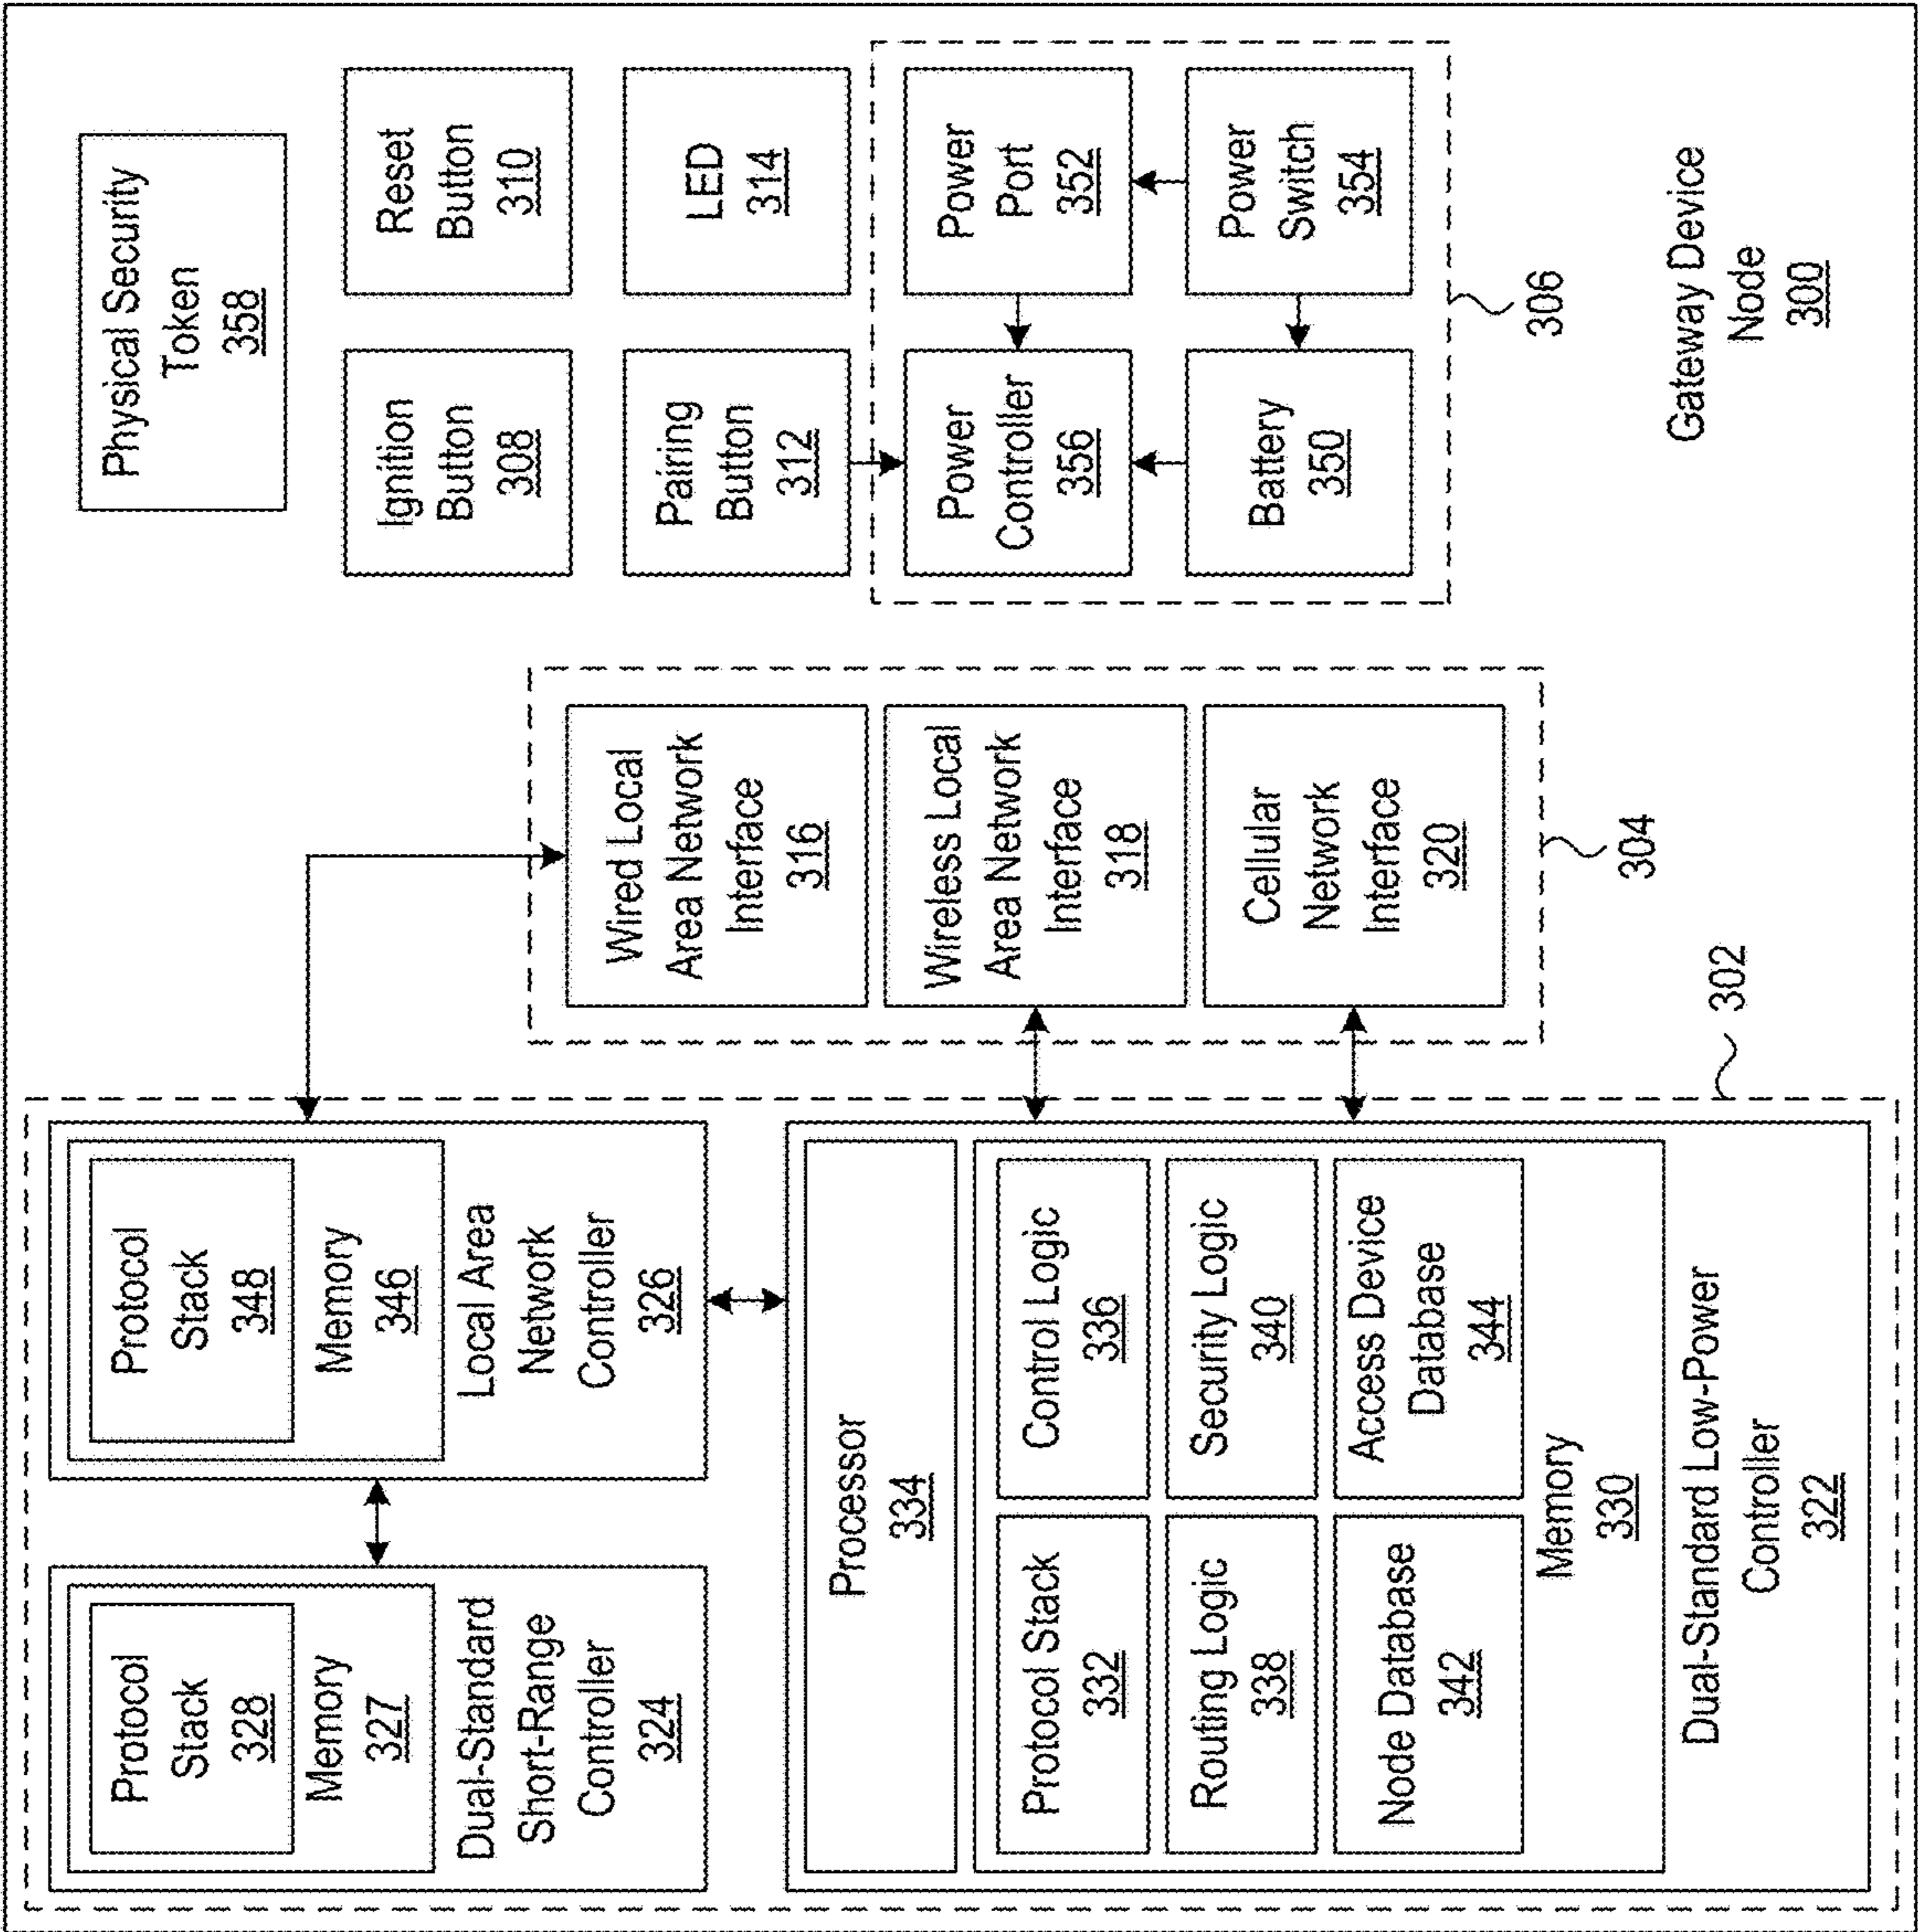 Protocol
Stack
328
Memory
327
Dual-Standard
Short-Range
Controller
324
Protocol
Stack
348
Memory
346
Local Area
Network
Controller
326
Processor
334
Protocol Stack
332
Control Logic
336
Routing Logic
338
Security Logic
340
Node Database
342
Access Device
Database
344
Memory
330
Dual-Standard Low-Power
Controller
322
302
Wired Local
Area Network
Interface
316
Wireless Local
Area Network
Interface
318
Cellular
Network
Interface
320
304
Physical Security
Token
358
Ignition
Button
308
Reset
Button
310
Pairing
Button
312
LED
314
Power
Controller
356
Power
Port
352
Battery
350
Power
Switch
354
306
Gateway Device
Node
300